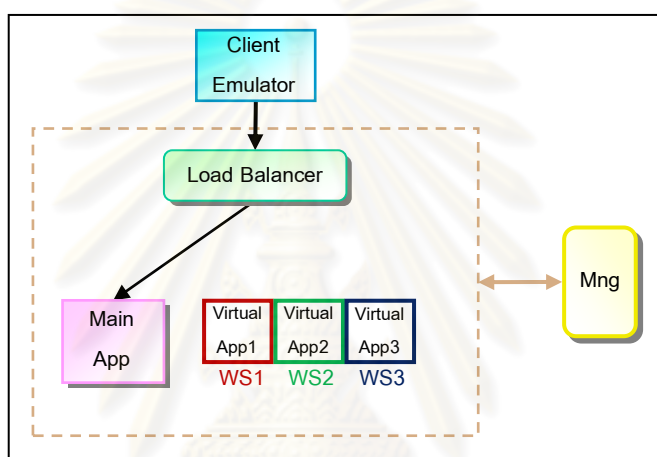 Client
Emulator
Load Balancer
Mng
Main
App
Virtual
App1
Virtual
App2
Virtual
App3
WS1
WS2
WS3